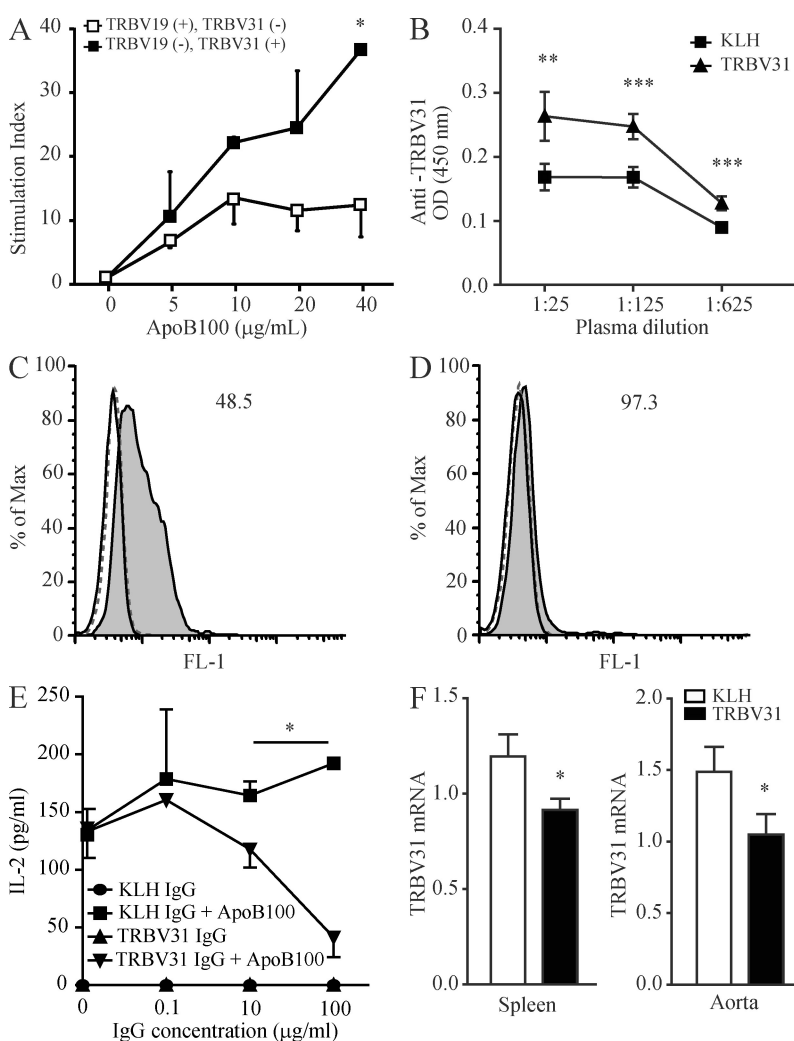 A
TRBV19 (+), TRBV31 (-)
TRBV19 (-), TRBV31 (+)
*
40
30
20
10
0
Stimulation Index
0 5 10 20 40
ApoB100 (μg/mL)
B
KLH
TRBV31
** *** ***
0.4
0.3
0.2
0.1
0.0
Anti -TRBV31
OD (450 nm)
1:25 1:125 1:625
Plasma dilution
C
48.5
100
80
60
40
20
0
% of Max
FL-1
D
97.3
100
80
60
40
20
0
% of Max
FL-1
E
*
250
200
150
100
50
0
IL-2 (pg/ml)
KLH IgG
KLH IgG + ApoB100
TRBV31 IgG
TRBV31 IgG + ApoB100
0 0.1 10 100
IgG concentration (μg/ml)
F
1.5
1.0
0.5
0.0
TRBV31 mRNA
*
Spleen
KLH
TRBV31
2.0
1.5
1.0
0.5
0.0
TRBV31 mRNA
*
Aorta